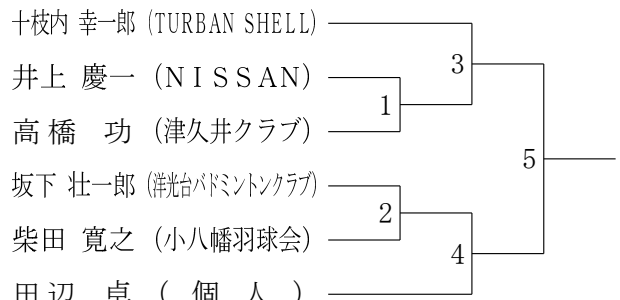 十枝内 幸一郎 (TURBAN SHELL)
3
井上 慶一 (NISSAN)
1
高橋 功 (津久井クラブ)
5
坂下 壮一郎 (洋光台バドミントンクラブ)
2
柴田 寛之 (小八幡羽球会)
4
田辺 卓 (個人)